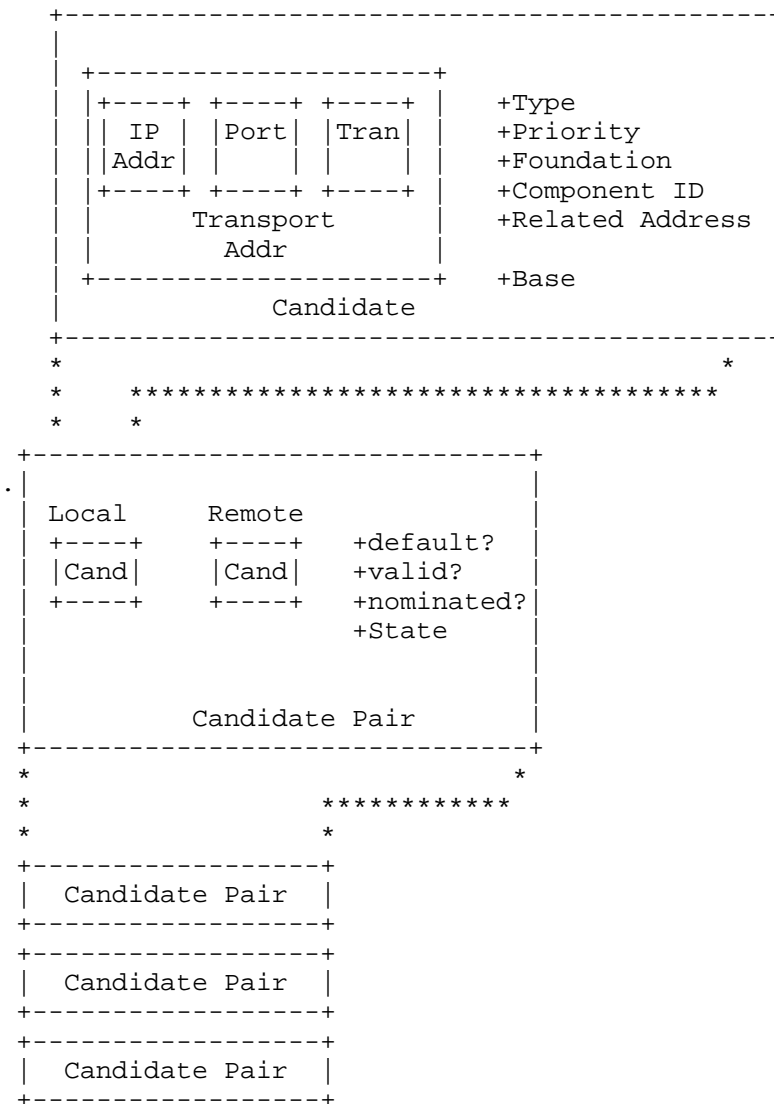 +--------------------------------------------
|
| +---------------------+
| |+----+ +----+ +----+ |   +Type
| || IP | |Port| |Tran| |   +Priority
| ||Addr| |    | |    | |   +Foundation
| |+----+ +----+ +----+ |   +Component ID
| |      Transport      |   +Related Address
| |        Addr         |
| +---------------------+   +Base
|             Candidate
+--------------------------------------------
*                                         *
*    *************************************
*    *
+-------------------------------+
.|                               |
| Local     Remote              |
| +----+    +----+   +default?  |
| |Cand|    |Cand|   +valid?    |
| +----+    +----+   +nominated?|
|                    +State     |
|                               |
|                               |
|          Candidate Pair       |
+-------------------------------+
*                              *
*                  ************
*                  *
+------------------+
|  Candidate Pair  |
+------------------+
+------------------+
|  Candidate Pair  |
+------------------+
+------------------+
|  Candidate Pair  |
+------------------+